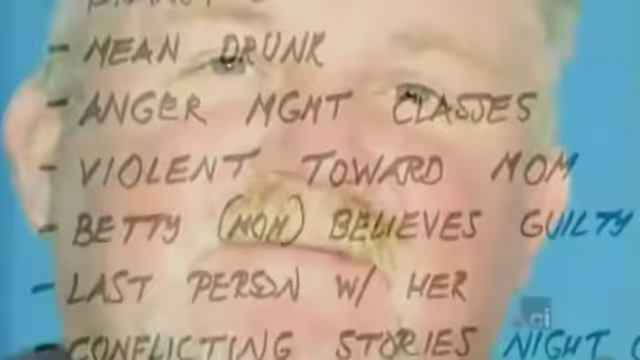 - MEAN DRUNK
- ANGER MGMT CLASSES
- VIOLENT TOWARD MOM
- BETTY (MOM) BELIEVES GUILTY
- LAST PERSON W/ HER
- CONFLICTING STORIES NIGHT